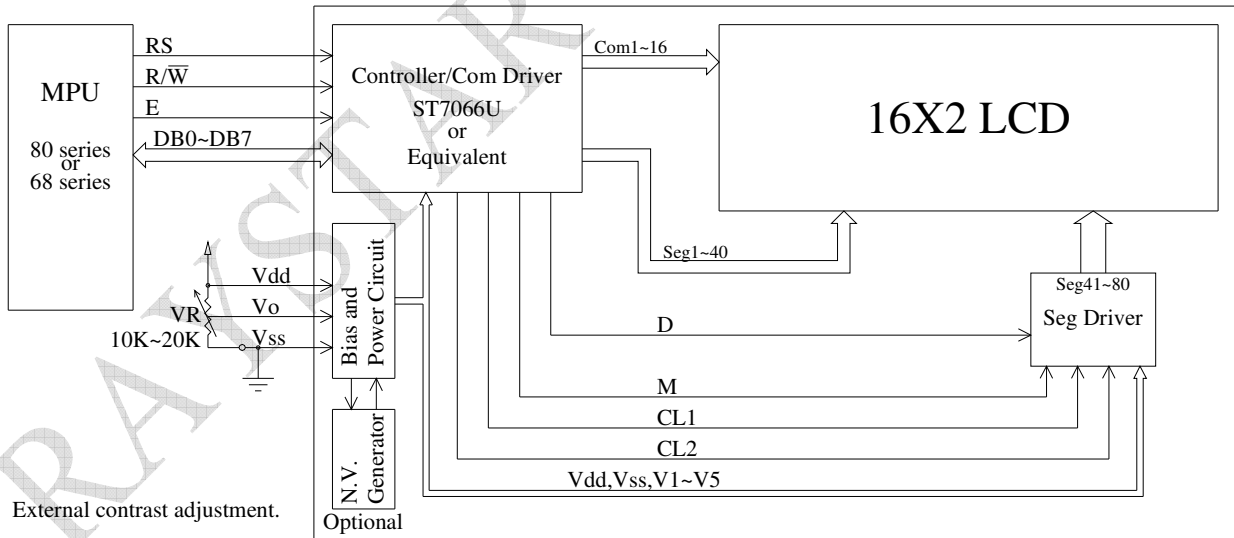 MPU
80 series
or
68 series
RS
R/W̅
E
DB0~DB7
Controller/Com Driver
ST7066U
or
Equivalent
Com1~16
16X2 LCD
Seg1~40
Seg41~80
Seg Driver
Vdd
Vo
Vss
VR
10K~20K
Bias and
Power Circuit
N.V.
Generator
Optional
D
M
CL1
CL2
Vdd,Vss,V1~V5
External contrast adjustment.
RAYSTAR